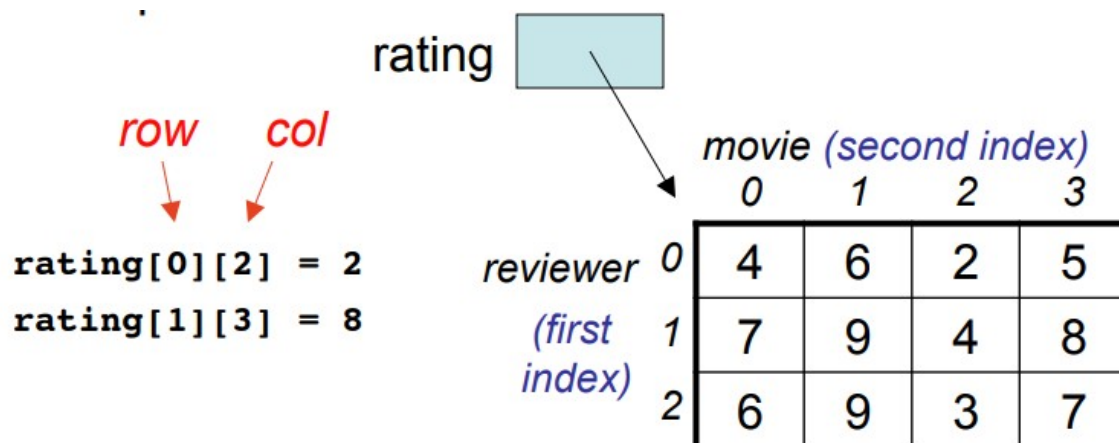 rating
row col
rating[0][2] = 2
rating[1][3] = 8
movie (second index)
0 1 2 3
reviewer 0 4 6 2 5
(first 1 7 9 4 8
index)
2 6 9 3 7